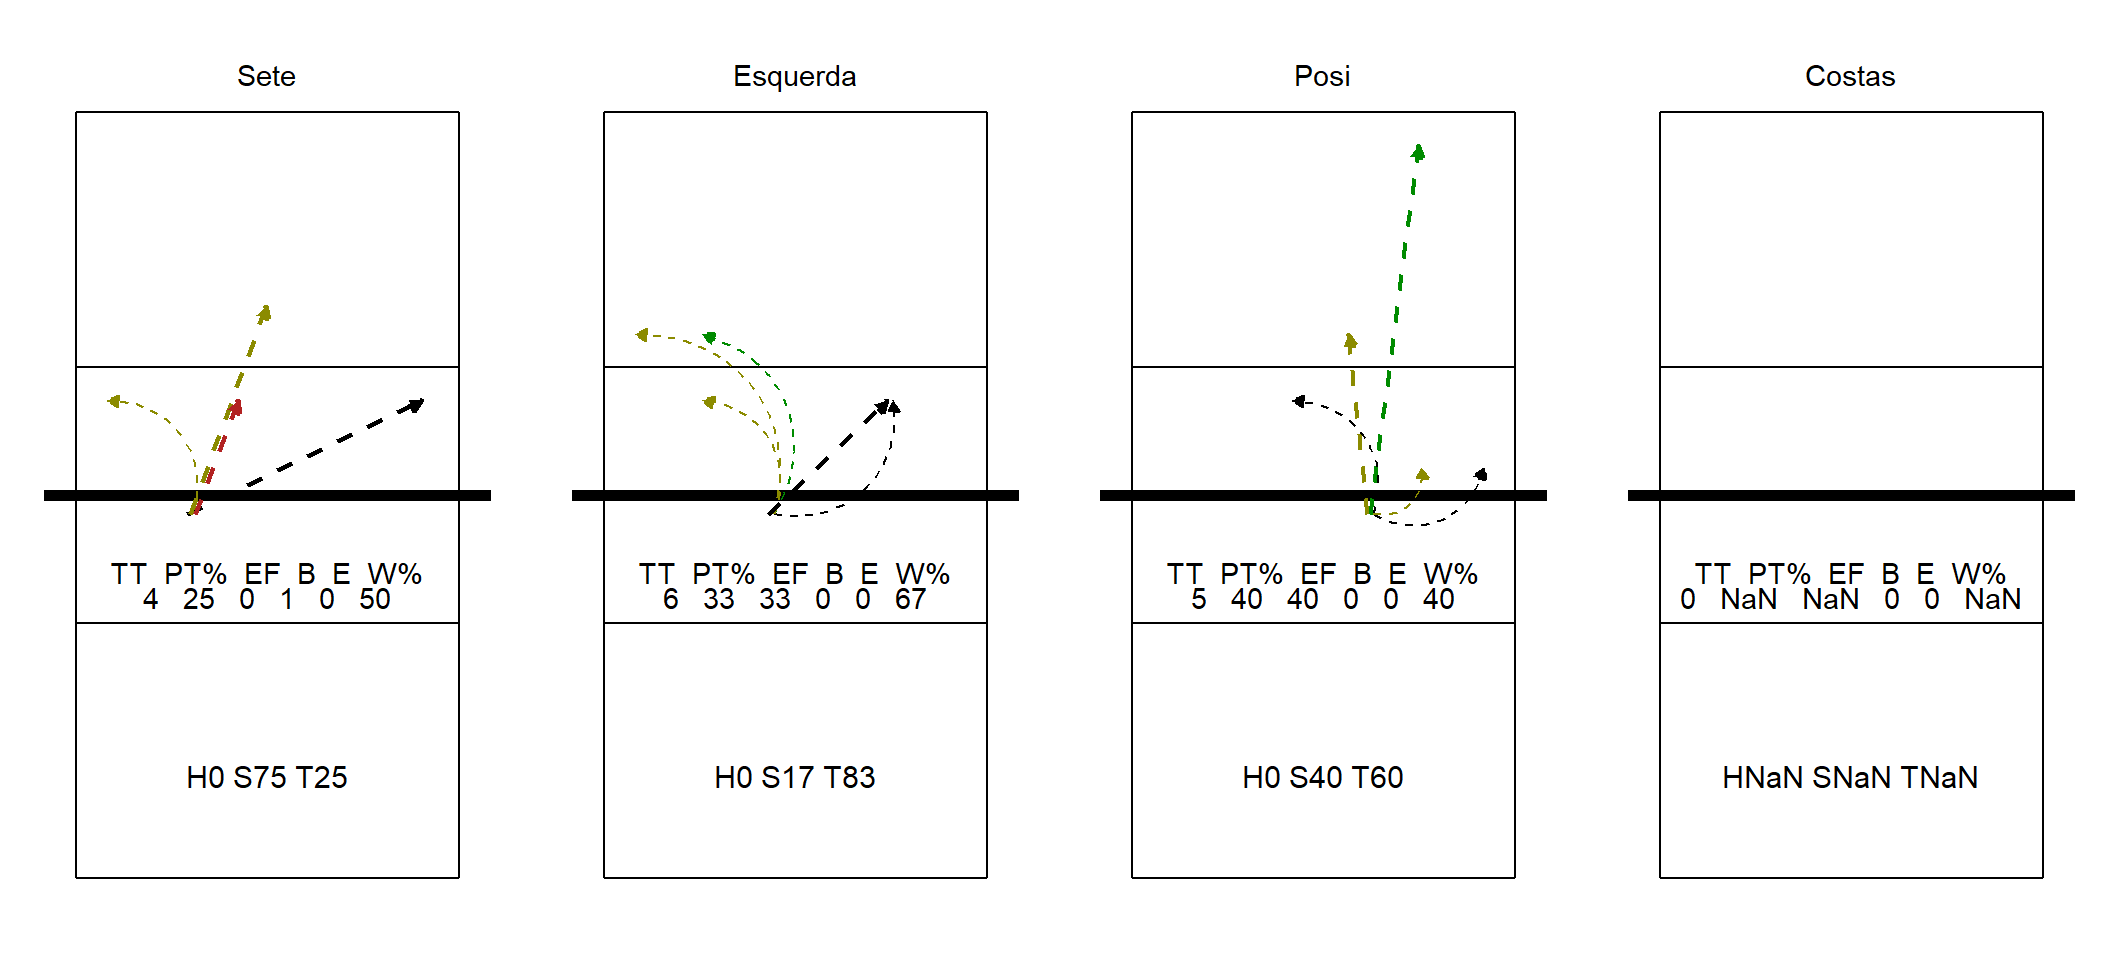 Sete
TT PT% EF B E W%
4 25 0 1 0 50
H0 S75 T25
Esquerda
TT PT% EF B E W%
6 33 33 0 0 67
H0 S17 T83
Posi
TT PT% EF B E W%
5 40 40 0 0 40
H0 S40 T60
Costas
TT PT% EF B E W%
0 NaN NaN 0 0 NaN
HNaN SNaN TNaN